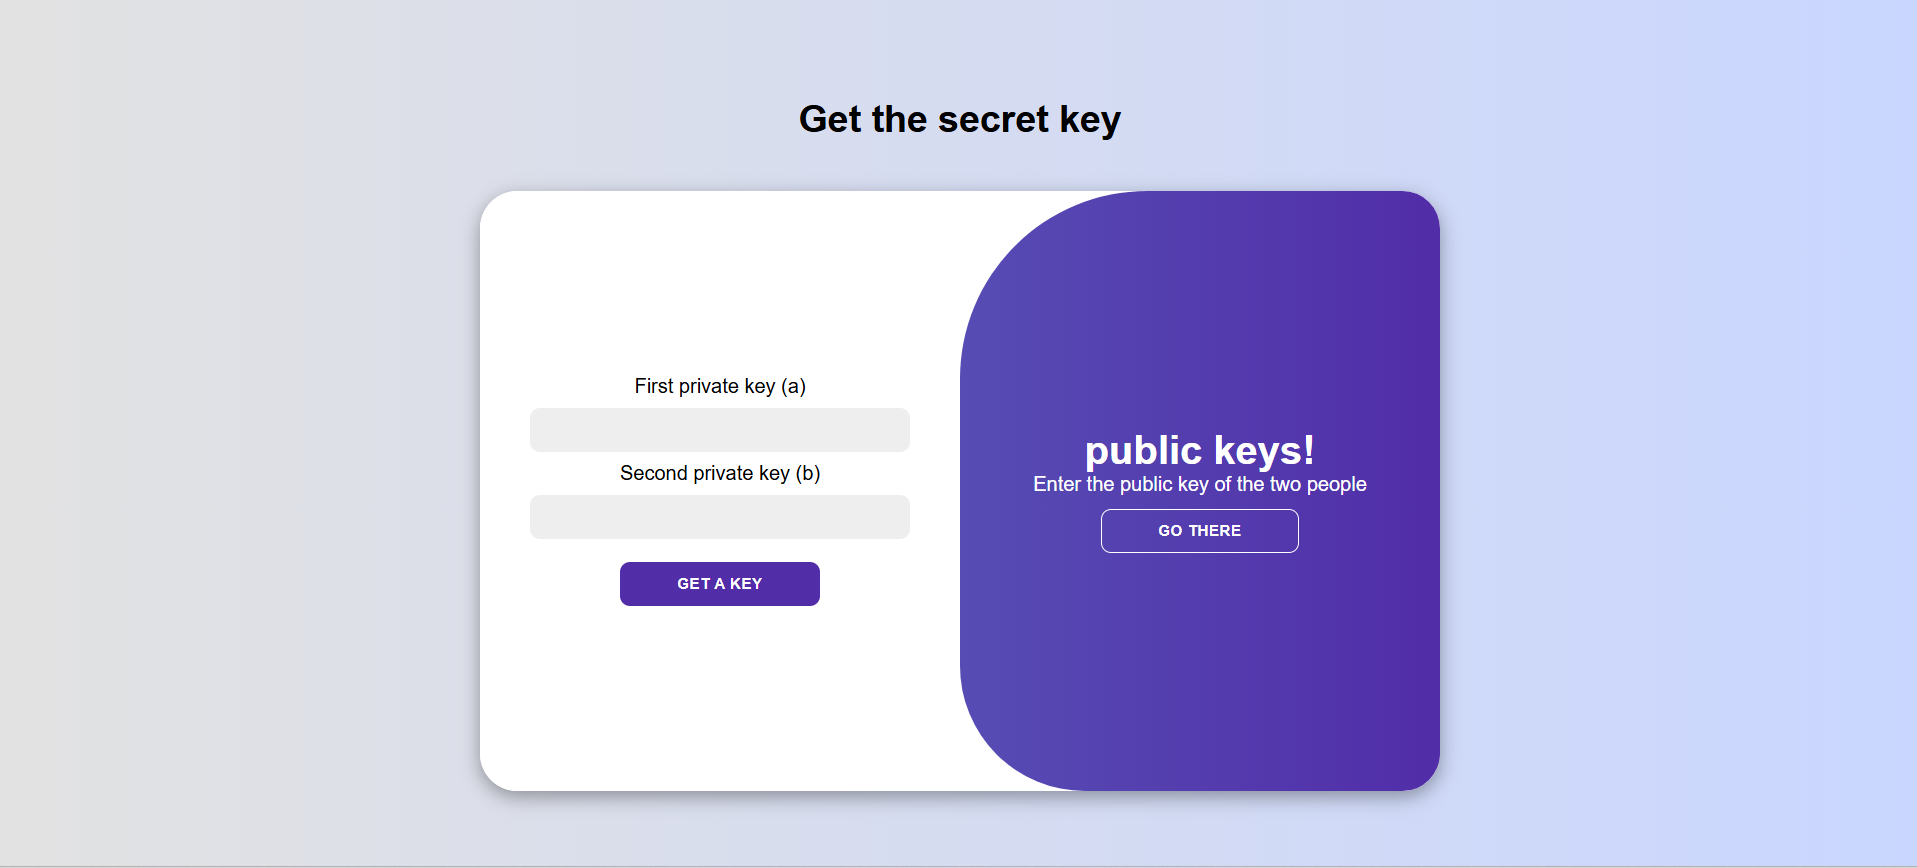 Get the secret key
First private key (a)
Second private key (b)
GET A KEY
public keys!
Enter the public key of the two people
GO THERE